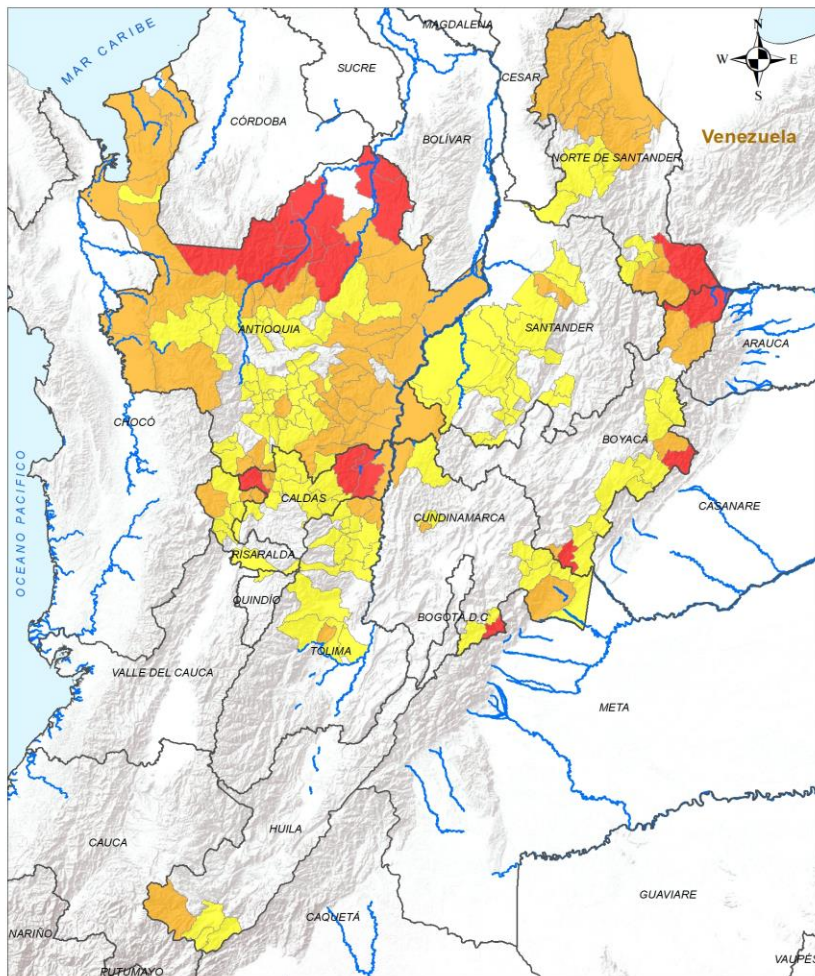 MAGDALENA
MAR CARIBE
N
SUCRE
W
E
CESAR
S
CÓRDOBA
BOLÍVAR
Venezuela
NORTE DE SANTANDER
ANTIOQUIA
SANTANDER
ARAUCA
CHOCÓ
BOYACÁ
OCEANO PACIFICO
CALDAS
CASANARE
CUNDINAMARCA
RISARALDA
QUINDÍO
BOGOTÁ, D.C
TOLIMA
VALLE DEL CAUCA
META
HUILA
CAUCA
GUAVIARE
CAQUETÁ
NARIÑO
PUTUMAYO
VAUPÉS